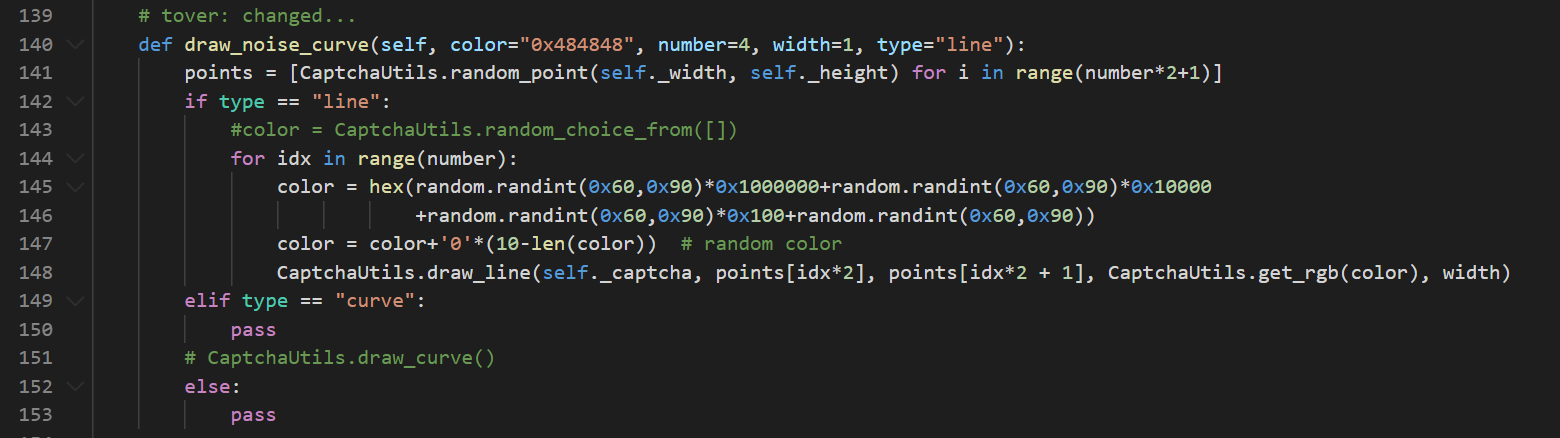 139 # tover: changed...
140 def draw_noise_curve(self, color="0x484848", number=4, width=1, type="line"):
141 points = [CaptchaUtils.random_point(self._width, self._height) for i in range(number*2+1)]
142 if type == "line":
143 #color = CaptchaUtils.random_choice_from([])
144 for idx in range(number):
145 color = hex(random.randint(0x60,0x90)*0x1000000+random.randint(0x60,0x90)*0x10000
146 +random.randint(0x60,0x90)*0x100+random.randint(0x60,0x90))
147 color = color+'0'*(10-len(color))  # random color
148 CaptchaUtils.draw_line(self._captcha, points[idx*2], points[idx*2 + 1], CaptchaUtils.get_rgb(color), width)
149 elif type == "curve":
150 pass
151 # CaptchaUtils.draw_curve()
152 else:
153 pass